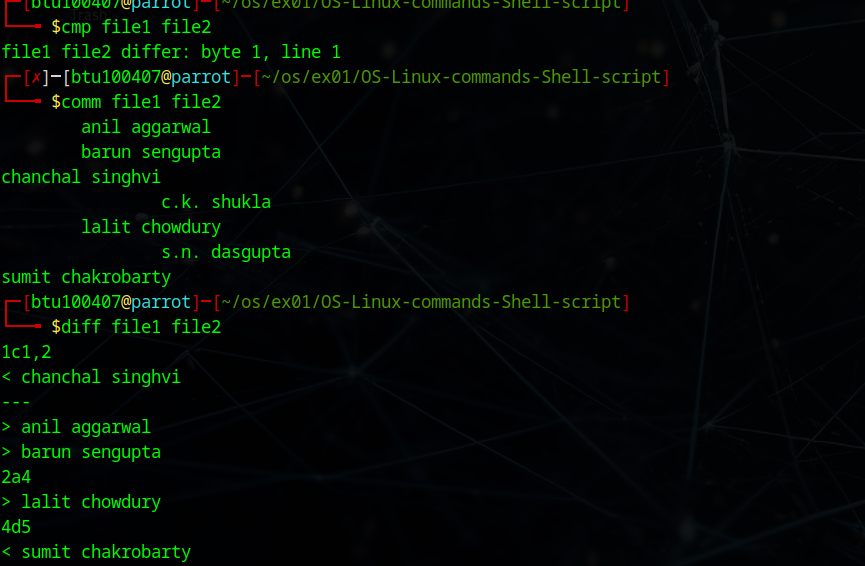 [btu100407@parrot]─[~/os/ex01/OS-Linux-commands-Shell-script]
$cmp file1 file2
file1 file2 differ: byte 1, line 1
[✗]─[btu100407@parrot]─[~/os/ex01/OS-Linux-commands-Shell-script]
$comm file1 file2
anil aggarwal
barun sengupta
chanchal singhvi
c.k. shukla
lalit chowdury
s.n. dasgupta
sumit chakrobarty
[btu100407@parrot]─[~/os/ex01/OS-Linux-commands-Shell-script]
$diff file1 file2
1c1,2
< chanchal singhvi
---
> anil aggarwal
> barun sengupta
2a4
> lalit chowdury
4d5
< sumit chakrobarty